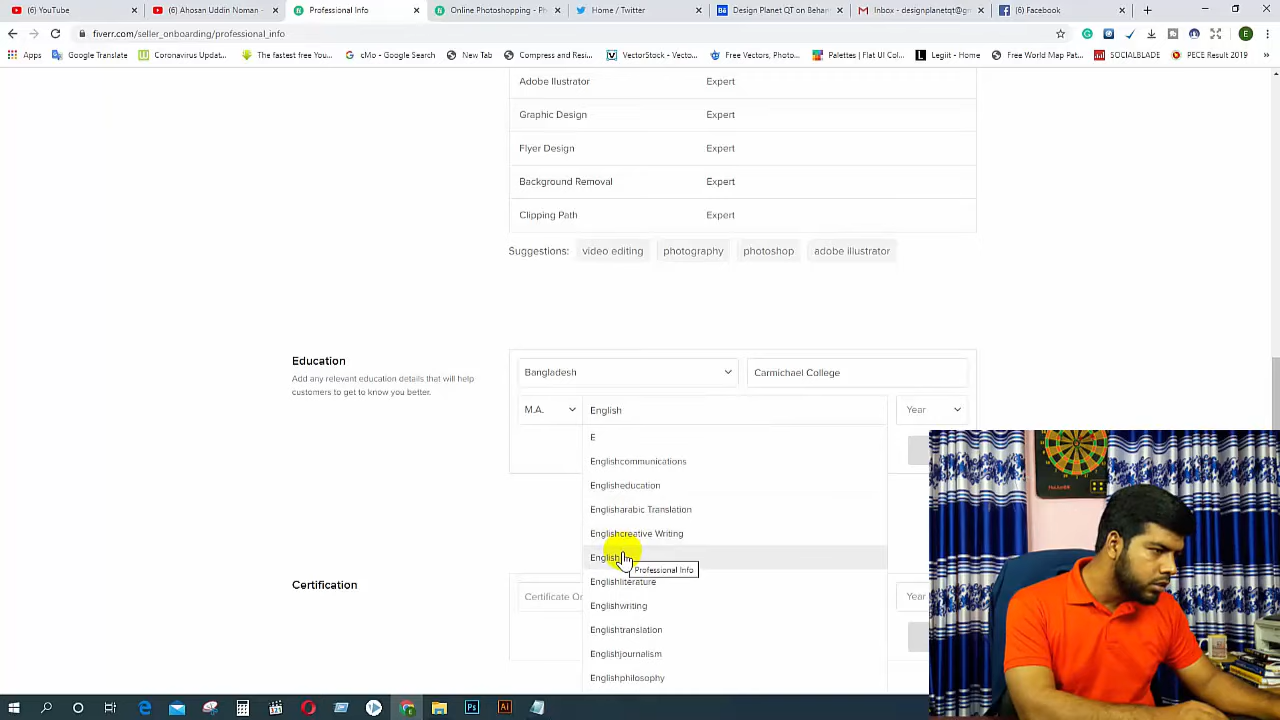 (6) YouTube
(6) Ahosan Uddin Noman -
Professional Info
Online Photoshopping - Ph
Home / Twitter
Design Planet QT on Behan
Inbox - designplanetqt@gm
(6) Facebook
fiverr.com/seller_onboarding/professional_info
Apps
Google Translate
Coronavirus Updat...
The fastest free You...
cMo - Google Search
New Tab
Compress and Resi...
VectorStock - Vecto...
Free Vectors, Photo...
Palettes | Flat UI Col...
Legiit - Home
Free World Map Pat...
SOCIALBLADE
PECE Result 2019
Adobe Illustrator Expert
Graphic Design Expert
Flyer Design Expert
Background Removal Expert
Clipping Path Expert
Suggestions: video editing photography photoshop adobe illustrator
Education
Add any relevant education details that will help
customers to get to know you better.
Bangladesh Carmichael College
M.A. English Year
E
Englishcommunications
Englisheducation
Englisharabic Translation
Englishcreative Writing
English
Professional Info
Englishliterature
Englishwriting
Englishtranslation
Englishjournalism
Englishphilosophy
Certification
Certificate Or
Year